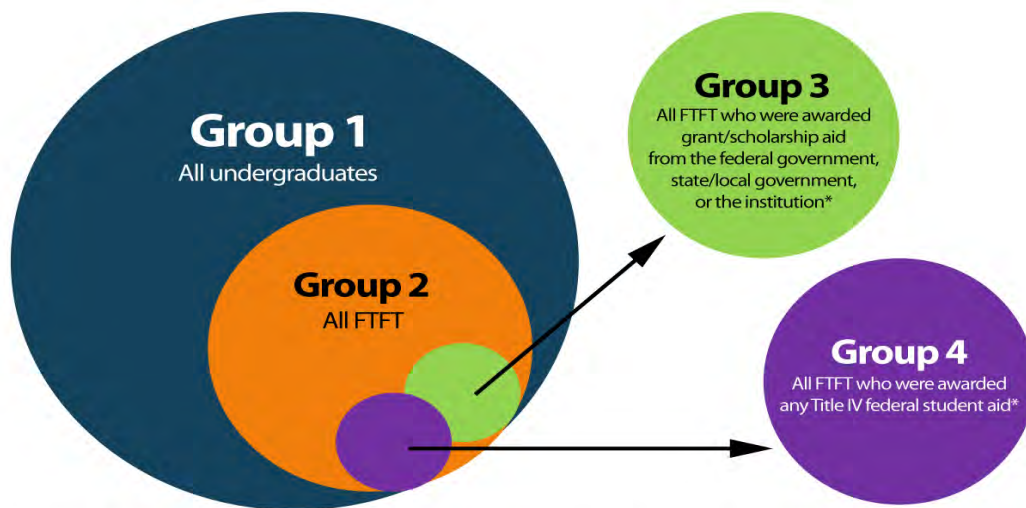 Group 1
All undergraduates
Group 2
All FTFT
Group 3
All FTFT who were awarded
grant/scholarship aid
from the federal government,
state/local government,
or the institution*
Group 4
All FTFT who were awarded
any Title IV federal student aid*